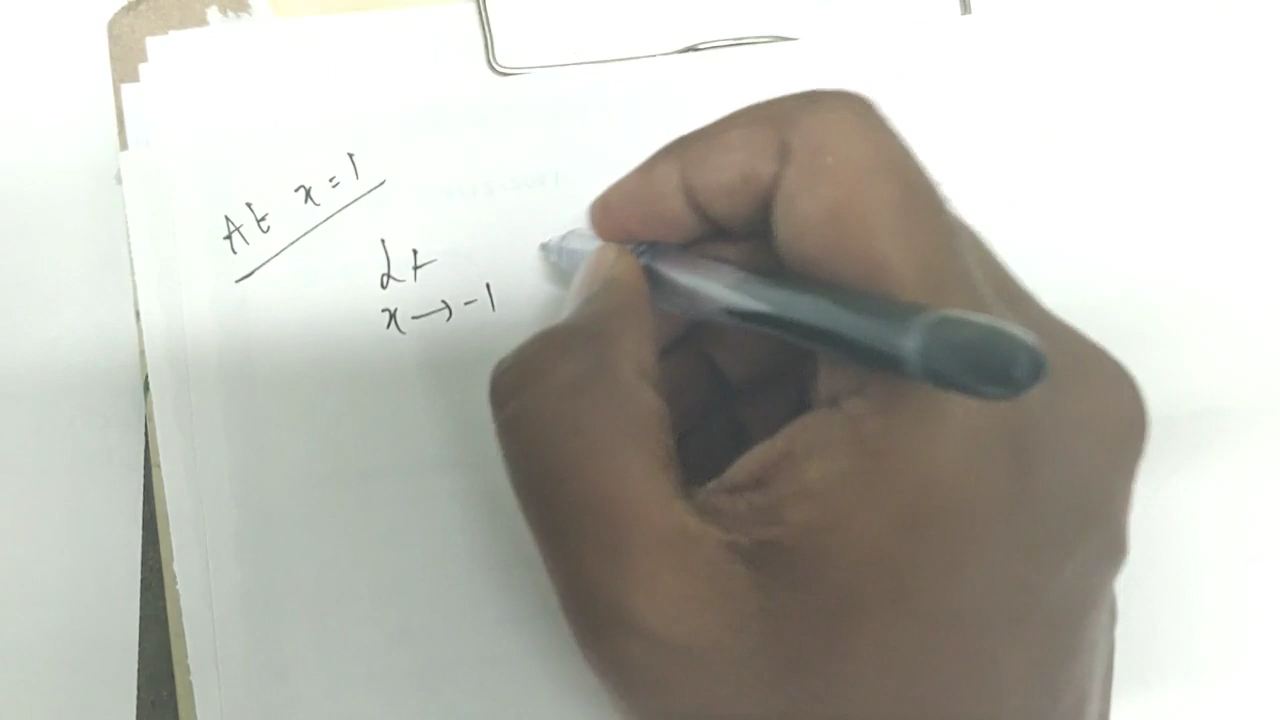 At x = 1
Lt
x → -1